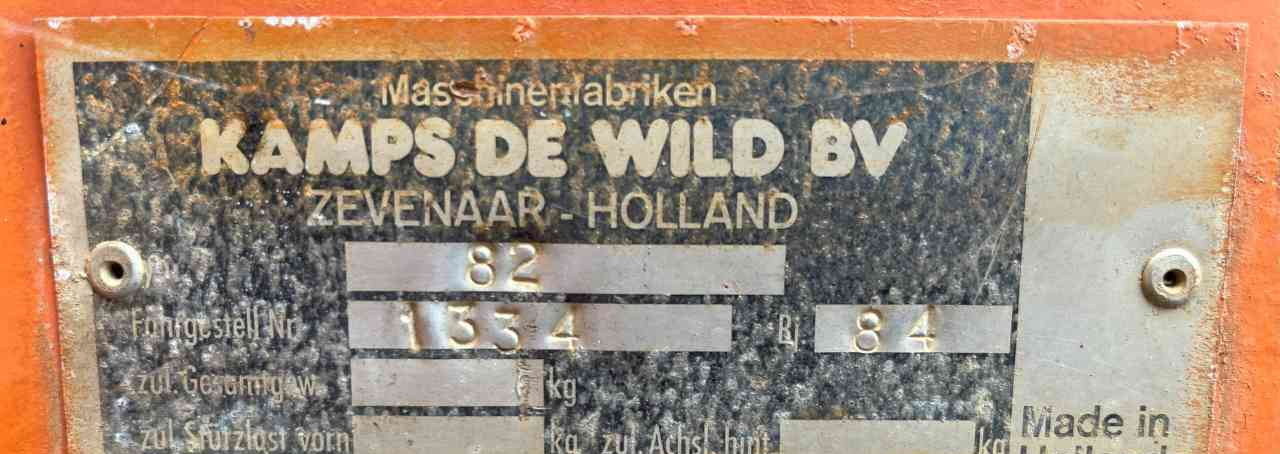 Maschinenfabriken
KAMPS DE WILD BV
ZEVENAAR - HOLLAND
82
Fahrgestell Nr. 1334 Bj 84
zul. Gesamtgew. kg
zul. Stützlast vorn kg zul. Achsl. hint. kg
Made in
Holland